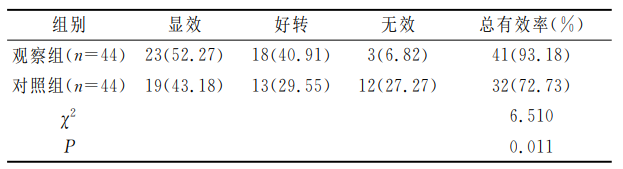 组别 显效 好转 无效 总有效率(%)
观察组(n=44) 23(52.27) 18(40.91) 3(6.82) 41(93.18)
对照组(n=44) 19(43.18) 13(29.55) 12(27.27) 32(72.73)
χ² 6.510
P 0.011